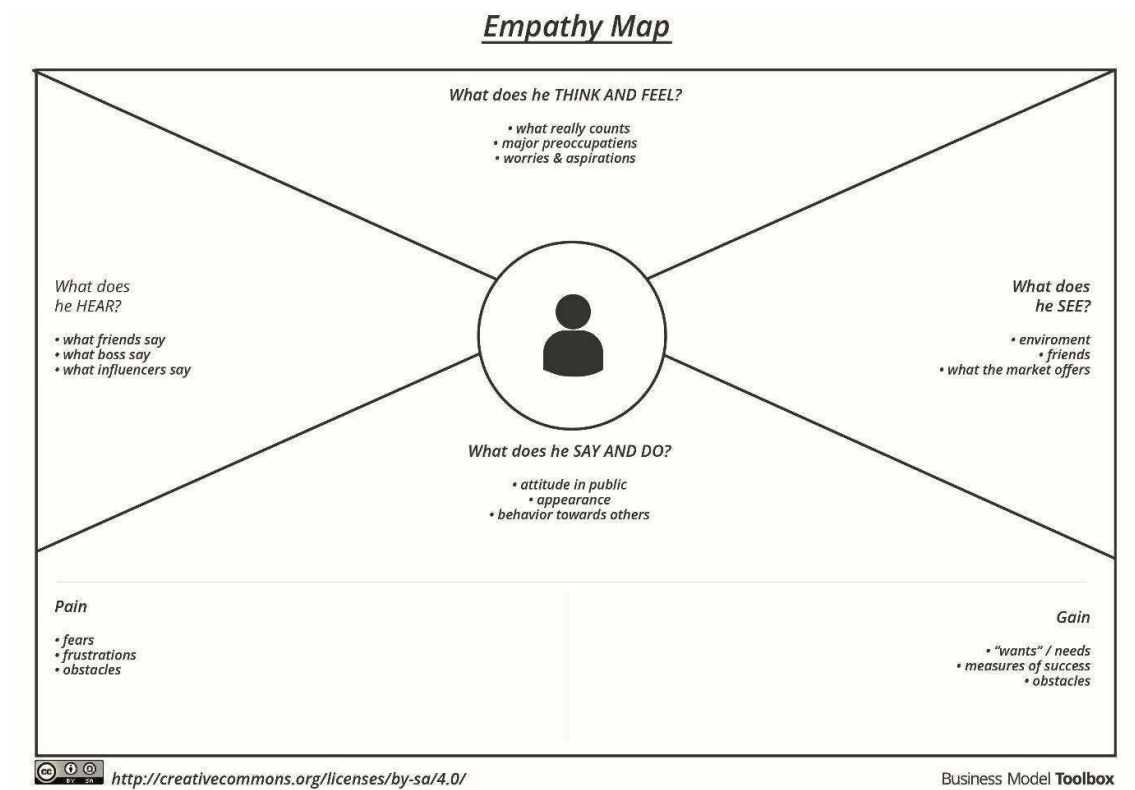 Empathy Map
What does he THINK AND FEEL?
• what really counts
• major preoccupatiens
• worries & aspirations
What does
he HEAR?
• what friends say
• what boss say
• what influencers say
What does
he SEE?
• enviroment
• friends
• what the market offers
What does he SAY AND DO?
• attitude in public
• appearance
• behavior towards others
Pain
• fears
• frustrations
• obstacles
Gain
• “wants“ / needs
• measures of success
• obstacles
cc
BY SA
http://creativecommons.org/licenses/by-sa/4.0/
Business Model Toolbox